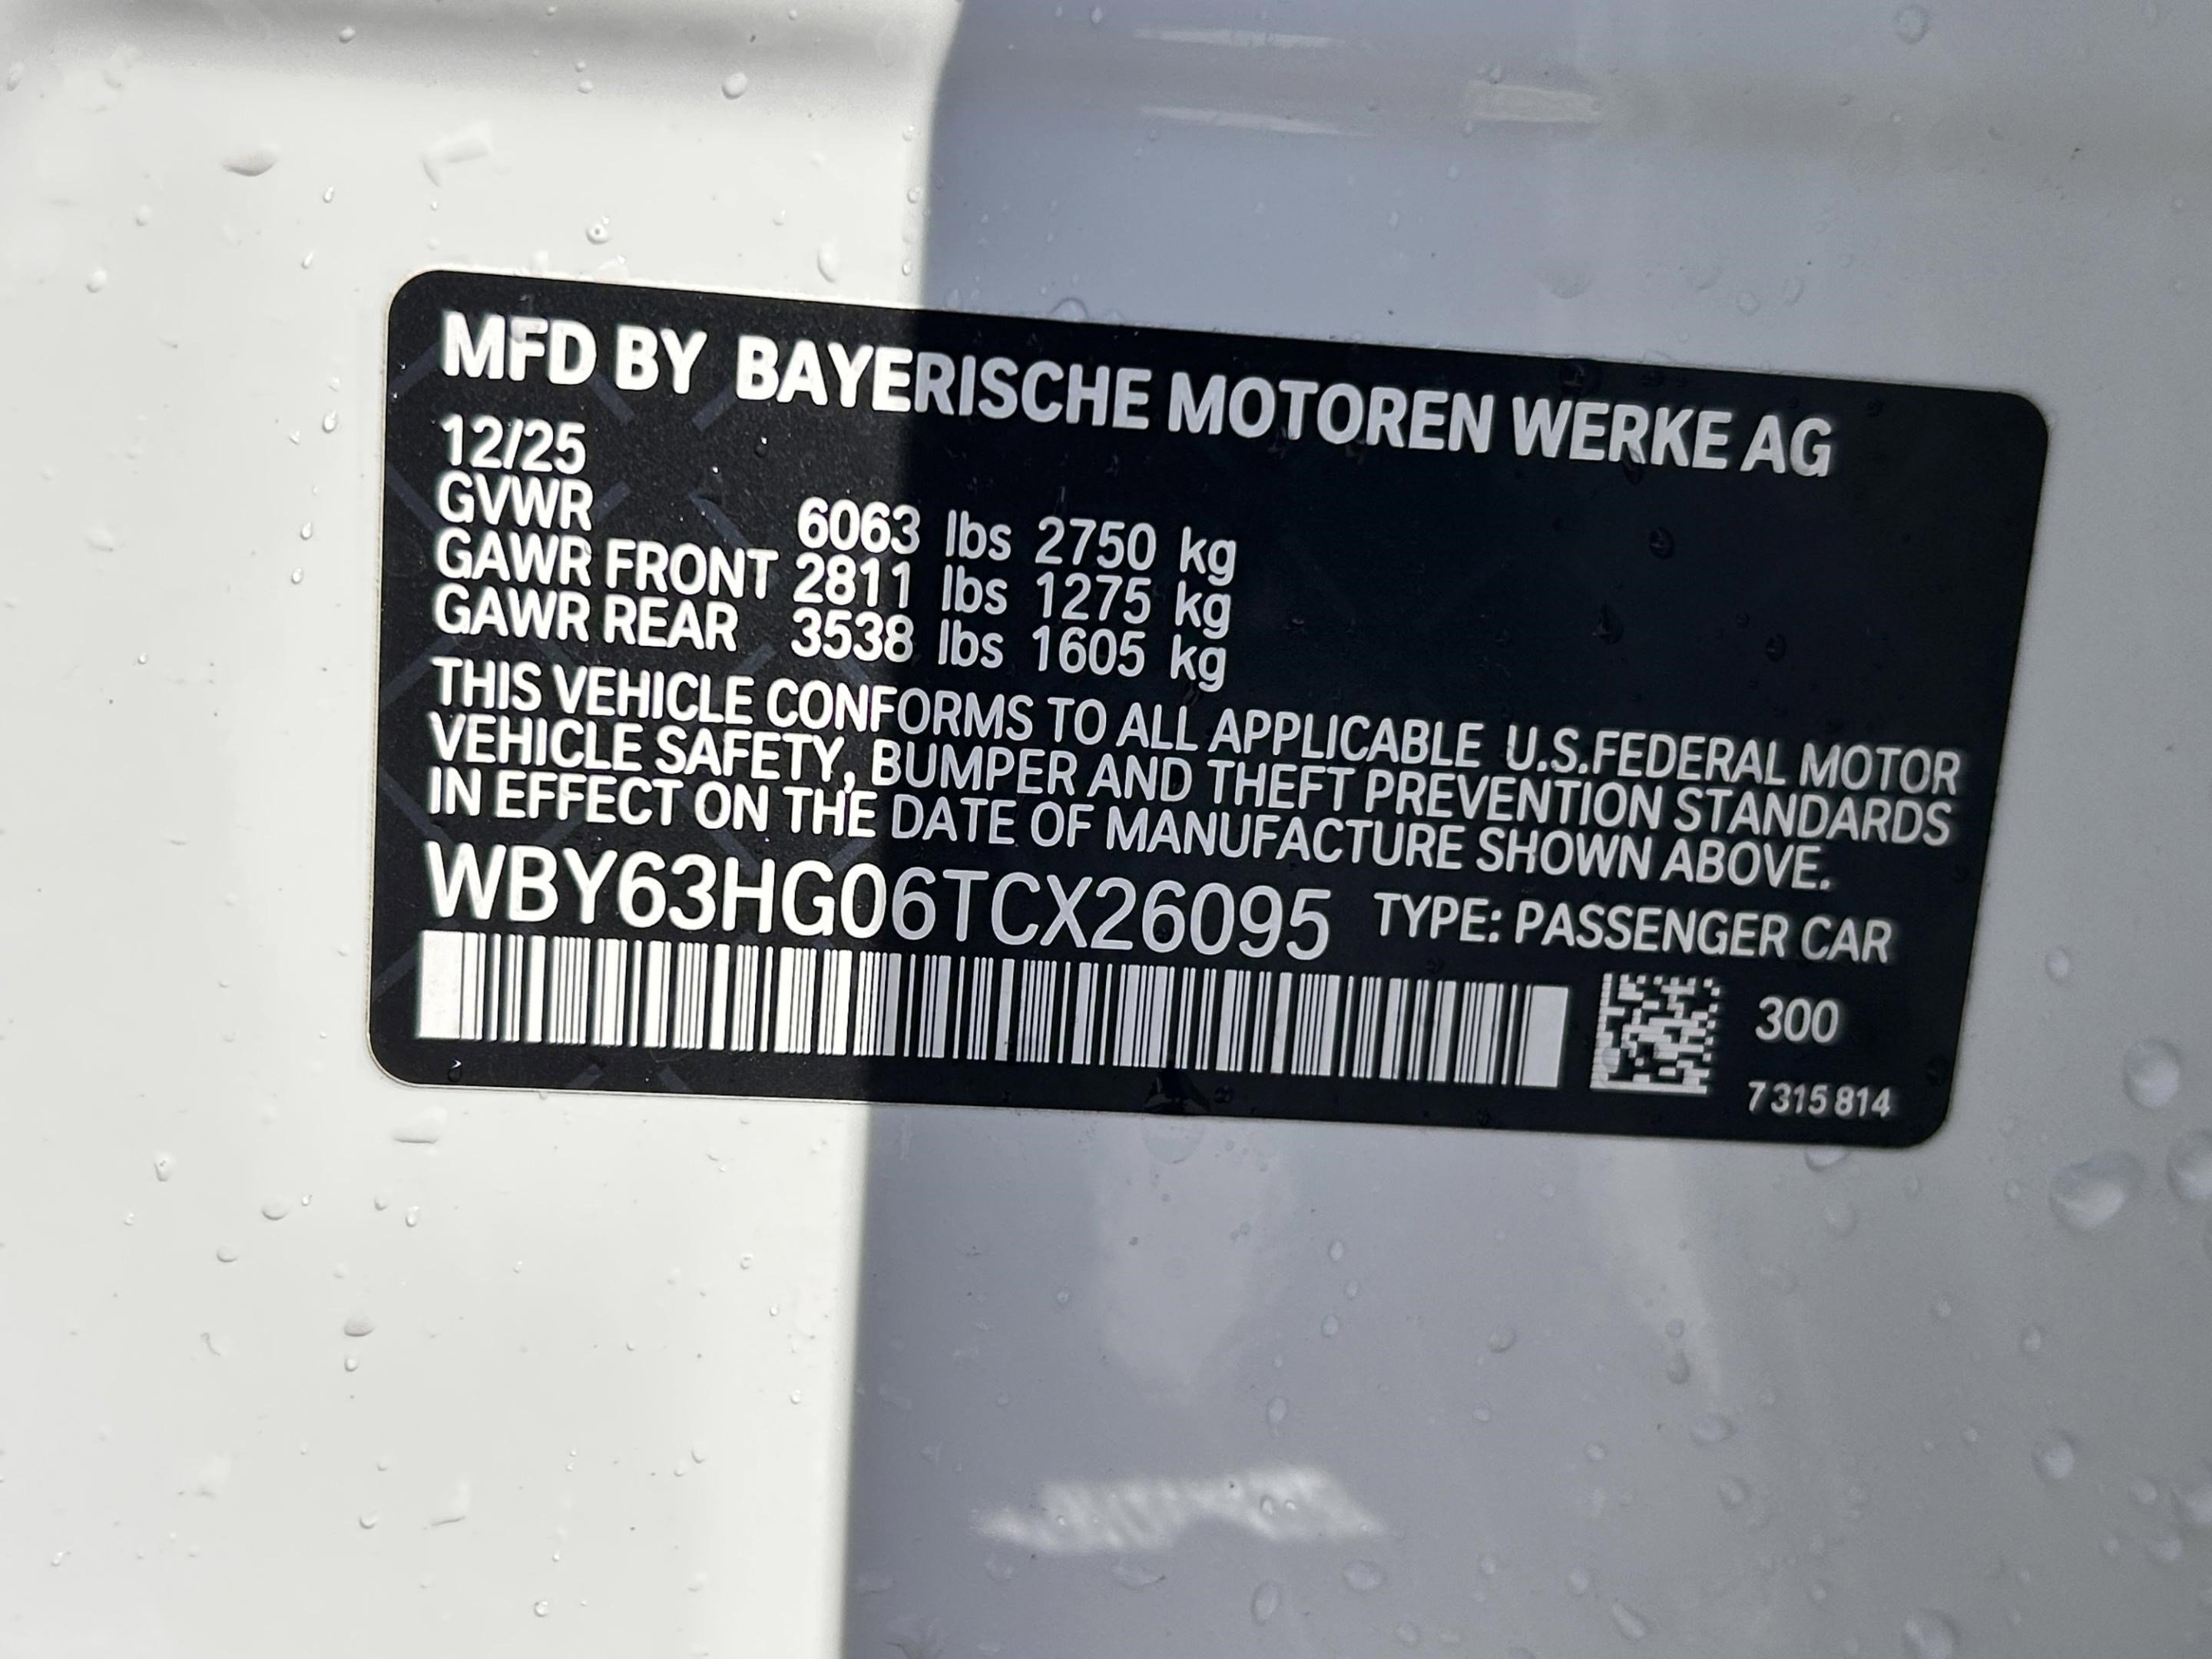 MFD BY BAYERISCHE MOTOREN WERKE AG
12/25
GVWR 6063 lbs 2750 kg
GAWR FRONT 2811 lbs 1275 kg
GAWR REAR 3538 lbs 1605 kg
THIS VEHICLE CONFORMS TO ALL APPLICABLE U.S.FEDERAL MOTOR
VEHICLE SAFETY, BUMPER AND THEFT PREVENTION STANDARDS
IN EFFECT ON THE DATE OF MANUFACTURE SHOWN ABOVE.
WBY63HG06TCX26095 TYPE: PASSENGER CAR
300
7 315 814